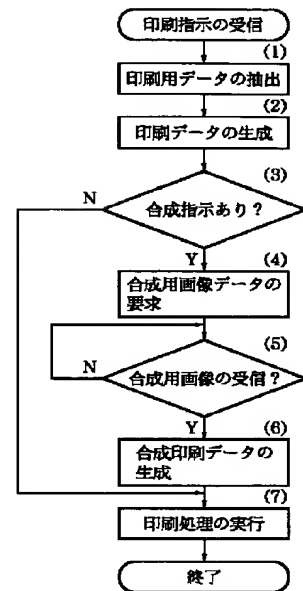 印刷指示の受信
(1)
印刷用データの抽出
(2)
印刷データの生成
(3)
N
合成指示あり?
Y
(4)
合成用画像データの
要求
(5)
N
合成用画像の受信?
Y
(6)
合成印刷データの
生成
(7)
印刷処理の実行
終了